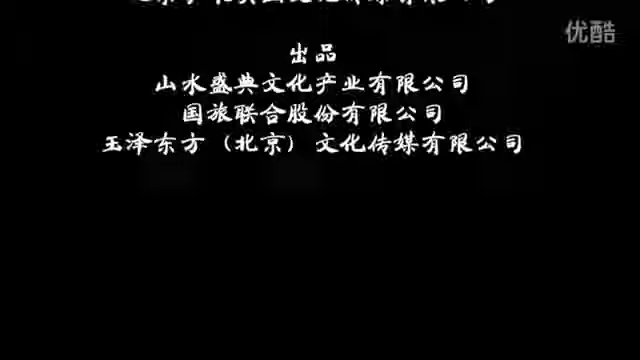 优酷
出品
山水盛典文化产业有限公司
国旅联合股份有限公司
王泽东方（北京）文化传媒有限公司